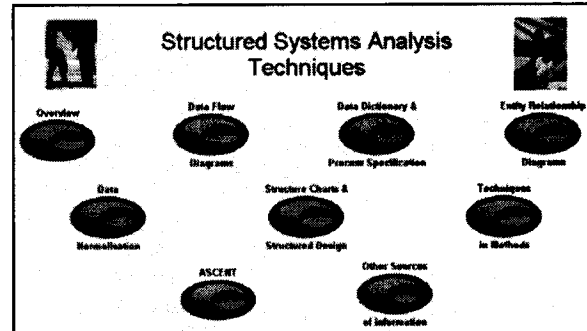 Structured Systems Analysis
Techniques
Overview
Data Flow
Diagrams
Data Dictionary &
Process Specification
Entity Relationship
Diagrams
Data
Normalisation
Structure Charts &
Structured Design
Techniques
in Methods
ASCENT
Other Sources
of Information